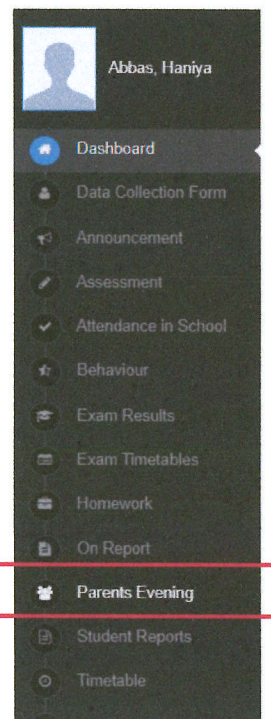 Abbas, Haniya
Dashboard
Data Collection Form
Announcement
Assessment
Attendance in School
Behaviour
Exam Results
Exam Timetables
Homework
On Report
Parents Evening
Student Reports
Timetable